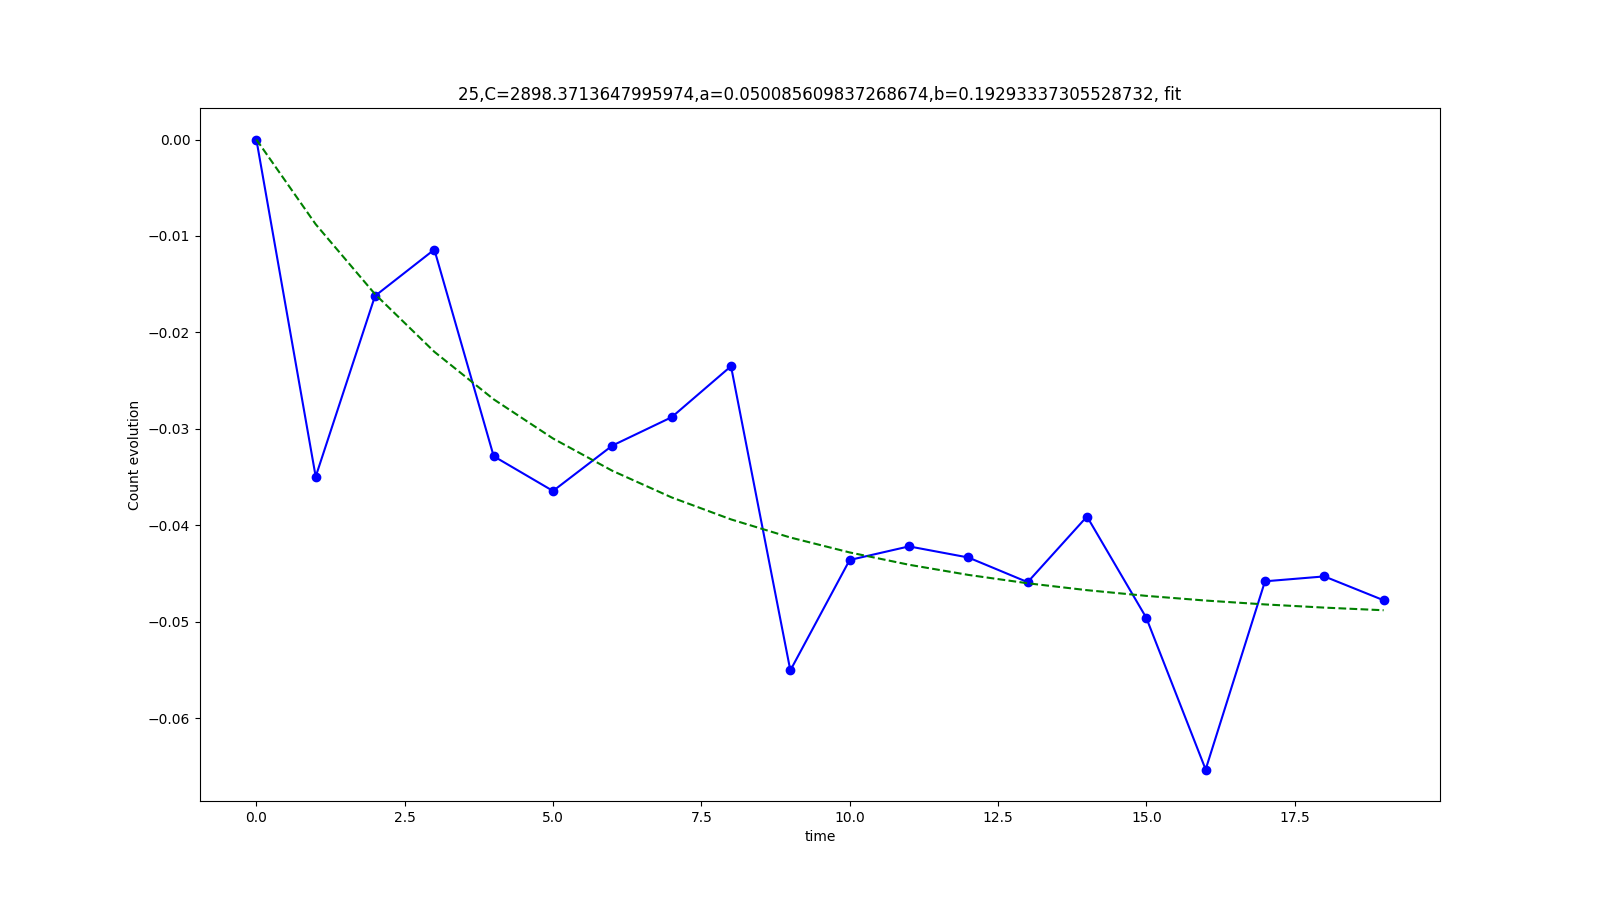 25,C=2898.3713647995974,a=0.050085609837268674,b=0.19293337305528732, fit
0.00
−0.01
−0.02
−0.03
−0.04
−0.05
−0.06
Count evolution
0.0 2.5 5.0 7.5 10.0 12.5 15.0 17.5
time